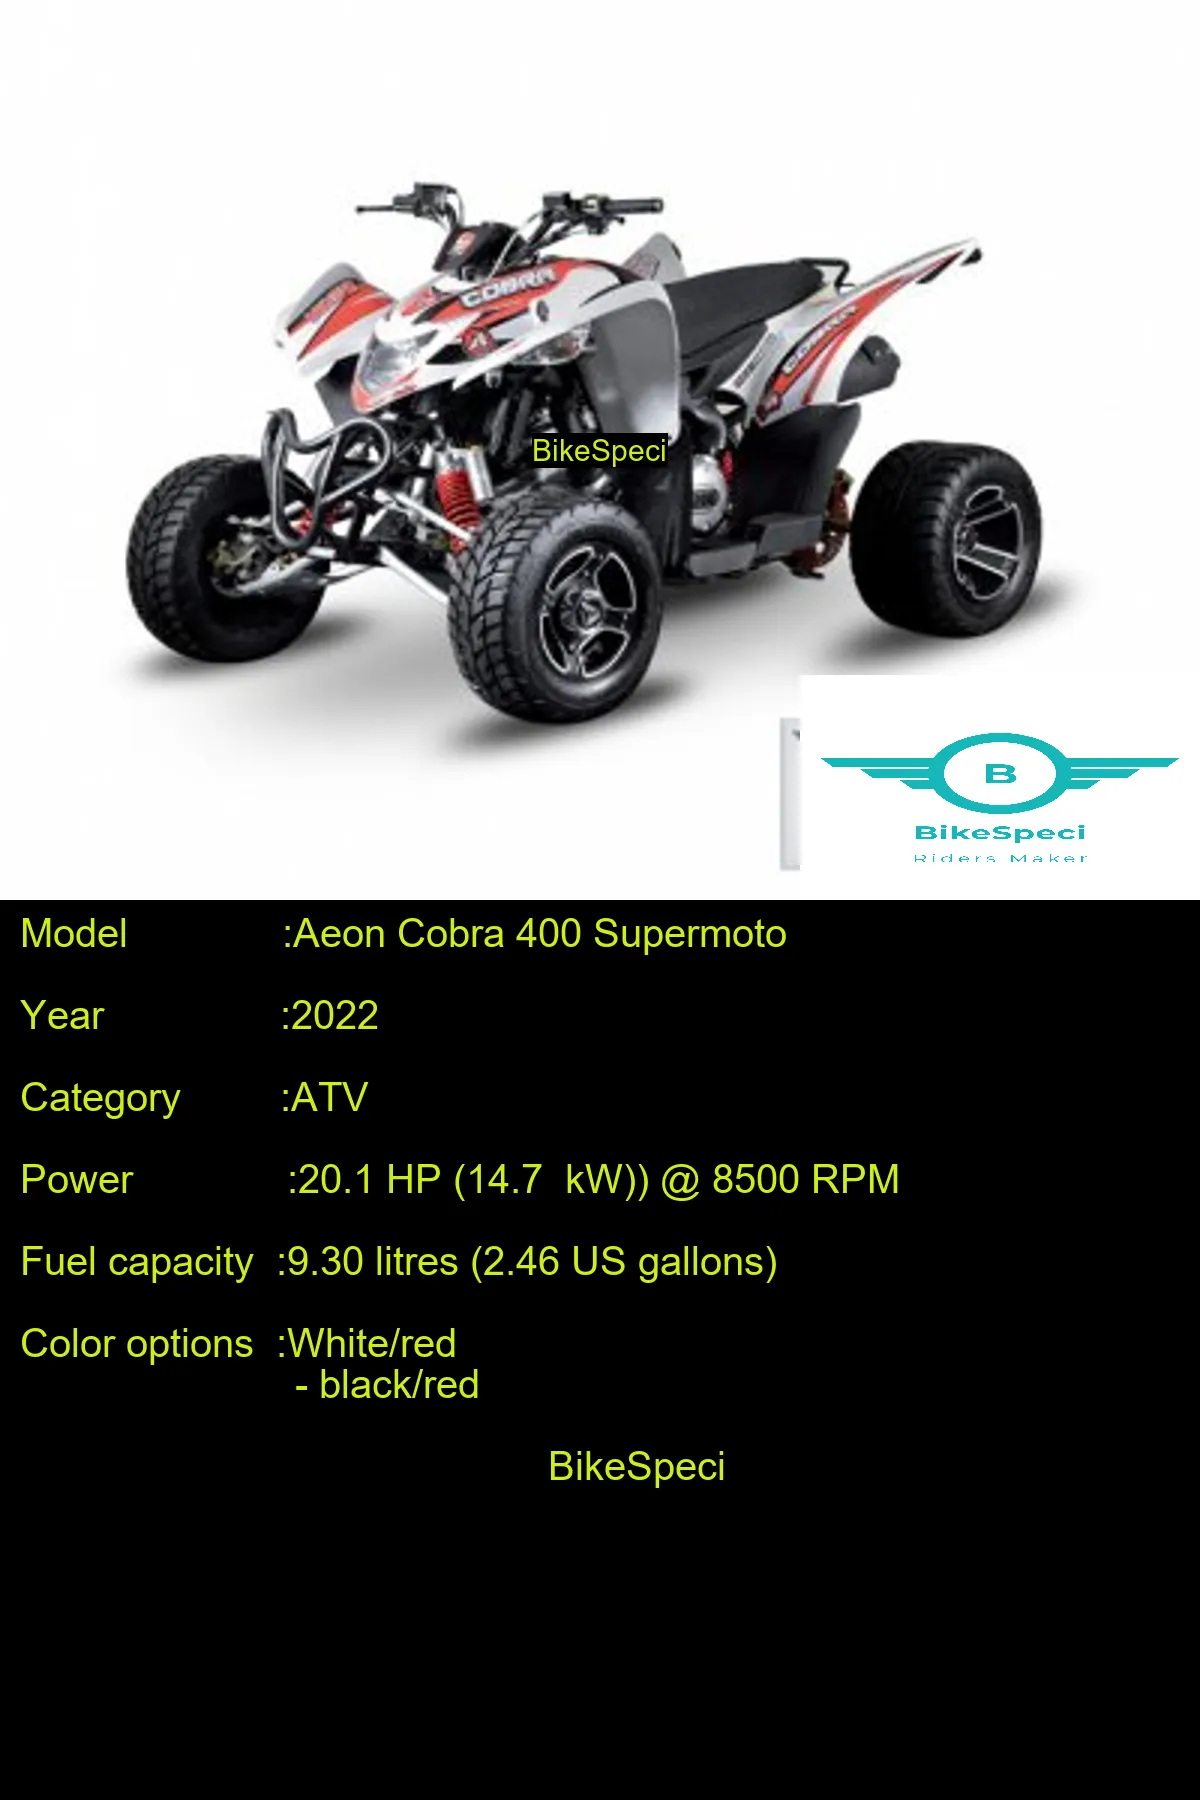 COBRA
COBRA
BikeSpeci
B
BikeSpeci
Riders Maker
Model :Aeon Cobra 400 Supermoto
Year :2022
Category :ATV
Power :20.1 HP (14.7 kW)) @ 8500 RPM
Fuel capacity :9.30 litres (2.46 US gallons)
Color options :White/red
- black/red
BikeSpeci